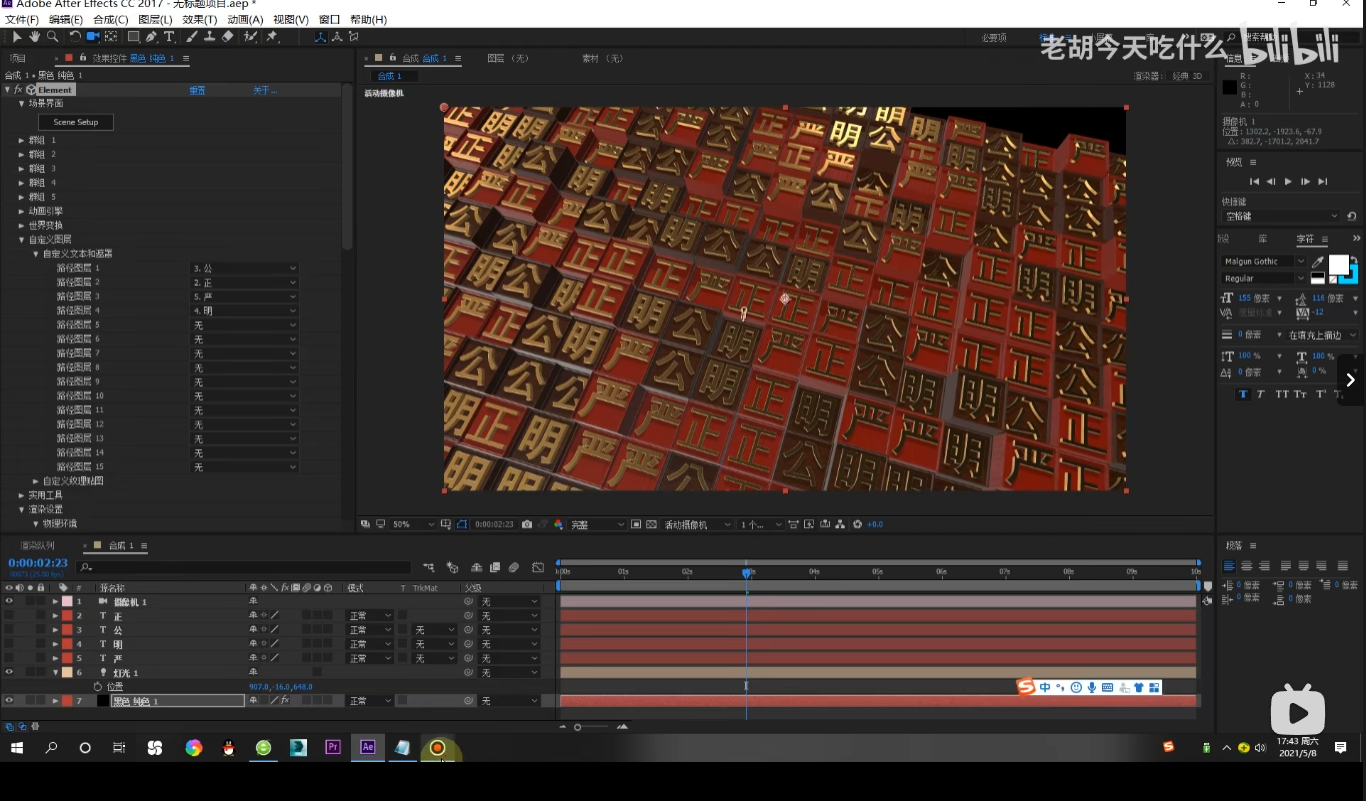 Adobe After Effects CC 2017 - 无标题项目.aep *
文件(F) 编辑(E) 合成(C) 图层(L) 效果(T) 动画(A) 视图(V) 窗口 帮助(H)
必要项
老胡今天吃什么 bilibili
项目 效果控件 黑色 纯色 1
合成 合成 1 图层 (无) 素材 (无)
合成 1 • 黑色 纯色 1
合成 1
渲染器: 经典 3D
活动摄像机
fx Element 重置 关于...
场景界面
Scene Setup
群组 1
群组 2
群组 3
群组 4
群组 5
动画引擎
世界变换
自定义图层
自定义文本和遮罩
路径图层 1 3. 公
路径图层 2 2. 正
路径图层 3 5. 严
路径图层 4 4. 明
路径图层 5 无
路径图层 6 无
路径图层 7 无
路径图层 8 无
路径图层 9 无
路径图层 10 无
路径图层 11 无
路径图层 12 无
路径图层 13 无
路径图层 14 无
路径图层 15 无
自定义纹理贴图
实用工具
渲染设置
物理环境
R:
G:
B:
A: 0
X: 34
Y: 1128
摄像机 1
位置: 1302.2, -1923.6, -67.9
△: 382.7, -1701.2, 2041.7
预览
快捷键
空格键
库 字符
Malgun Gothic
Regular
155 像素 116 像素
-12
0 像素 在填充上描边
100 % 100 %
0 像素 0 %
50% 0:00:02:23 完整 活动摄像机 1 个... +0.0
渲染队列 合成 1
0:00:02:23
# 源名称 模式 T TrkMat 父级
1 摄像机 1 无
2 T 正 正常 无
3 T 公 正常 无 无
4 T 明 正常 无 无
5 T 严 正常 无 无
6 灯光 1 无
位置 907.0,-16.0,648.0
7 黑色 纯色 1 正常 无
:00s 01s 02s 04s 05s 06s 07s 08s 09s 10s
中
段落
0 像素 0 像素 0 像素
0 像素 0 像素
Pr Ae
17:43 周六
2021/5/8